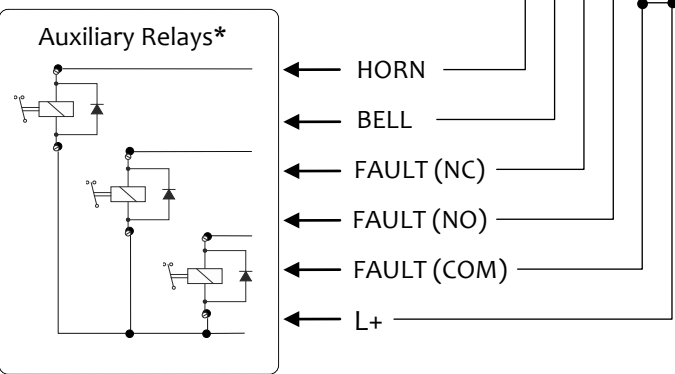 Auxiliary Relays*
HORN
BELL
FAULT (NC)
FAULT (NO)
FAULT (COM)
L+